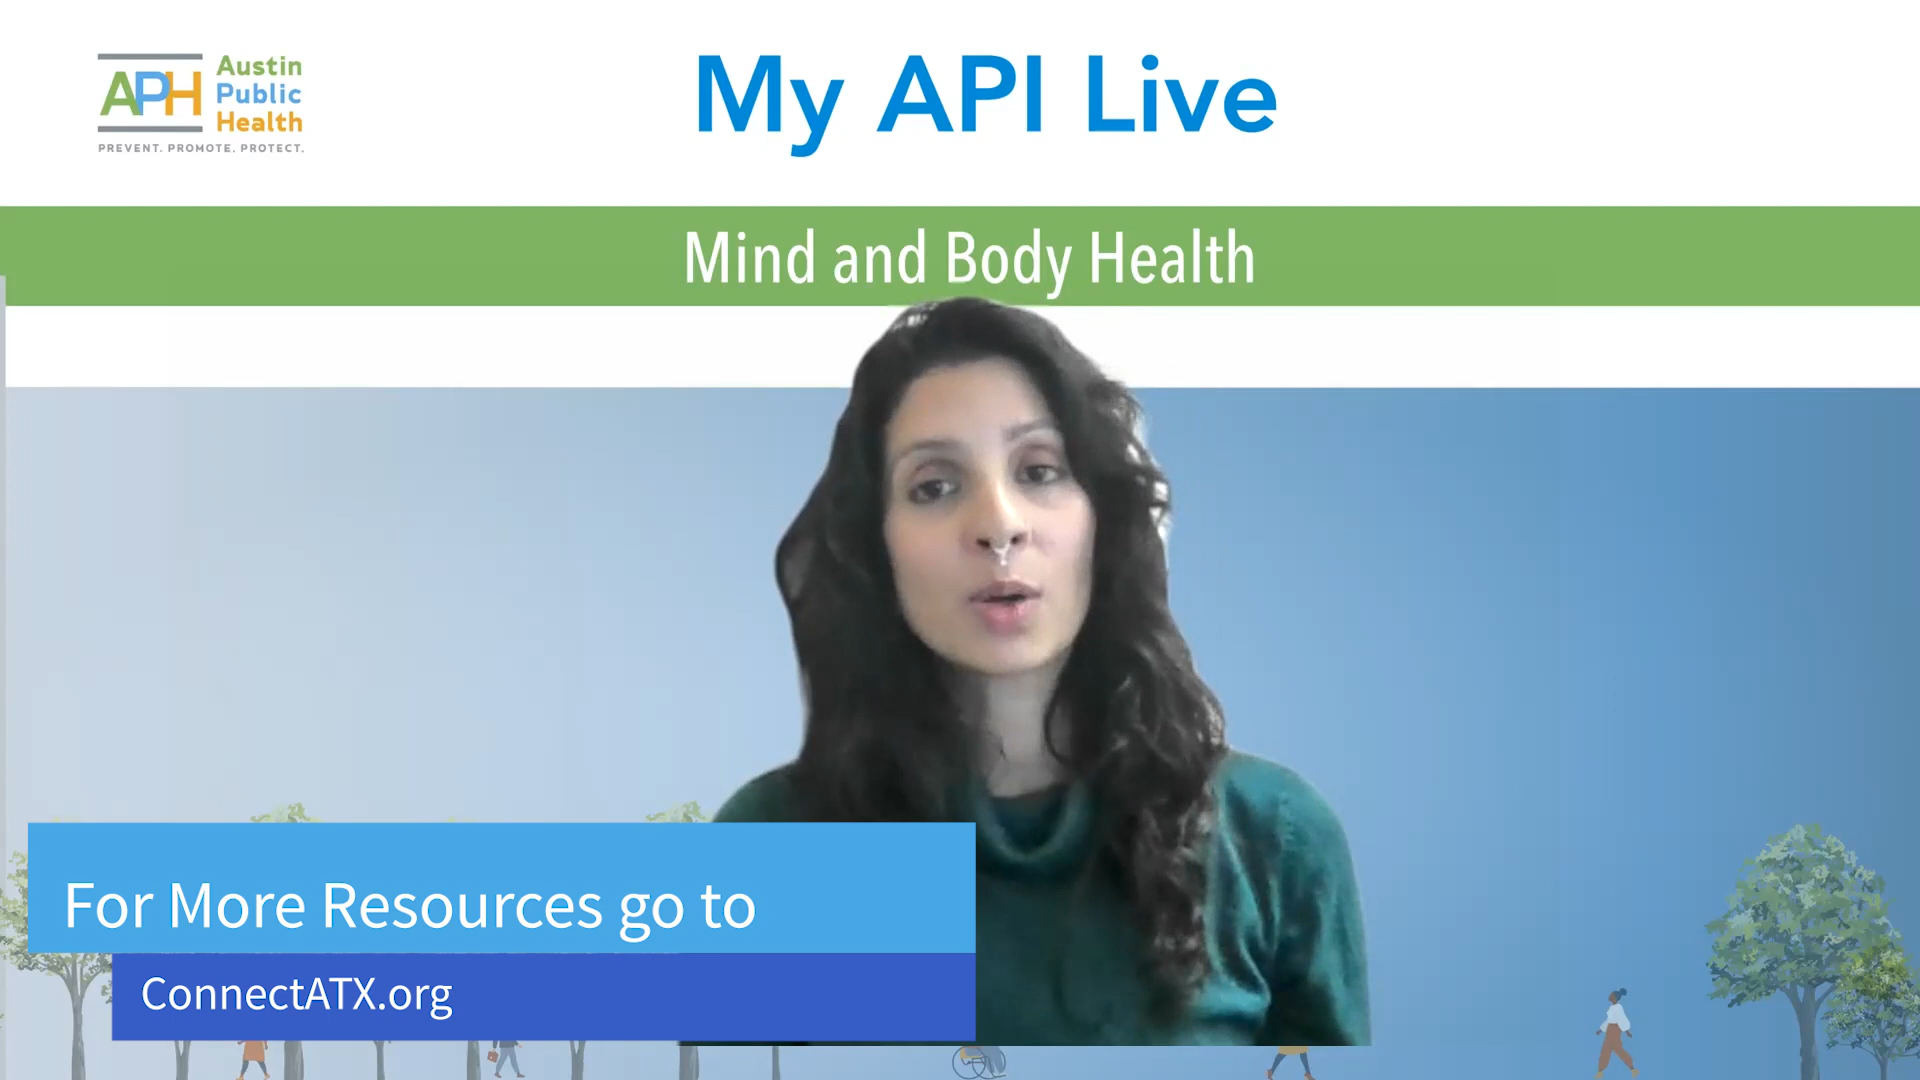 APH
Austin
Public
Health
PREVENT. PROMOTE. PROTECT.
My API Live
Mind and Body Health
For More Resources go to
ConnectATX.org